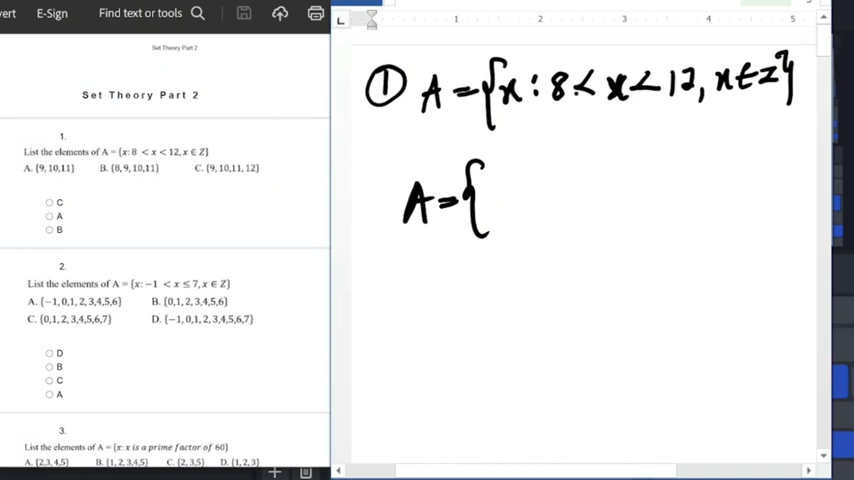 vert E-Sign Find text or tools
Set Theory Part 2
Set Theory Part 2
1.
List the elements of A = {x: 8 < x < 12, x ∈ Z}
A. {9, 10, 11} B. {8, 9, 10, 11} C. {9, 10, 11, 12}
C
A
B
2.
List the elements of A = {x: −1 < x ≤ 7, x ∈ Z}
A. {−1, 0, 1, 2, 3, 4, 5, 6} B. {0, 1, 2, 3, 4, 5, 6}
C. {0, 1, 2, 3, 4, 5, 6, 7} D. {−1, 0, 1, 2, 3, 4, 5, 6, 7}
D
B
C
A
3.
List the elements of A = {x: x is a prime factor of 60}
A. {2,3,4,5} B. {1,2,3,4,5} C. {2,3,5} D. {1,2,3}
L 1 2 3 4 5
① A = {x : 8 < x < 12, x ∈ Z}
A = {